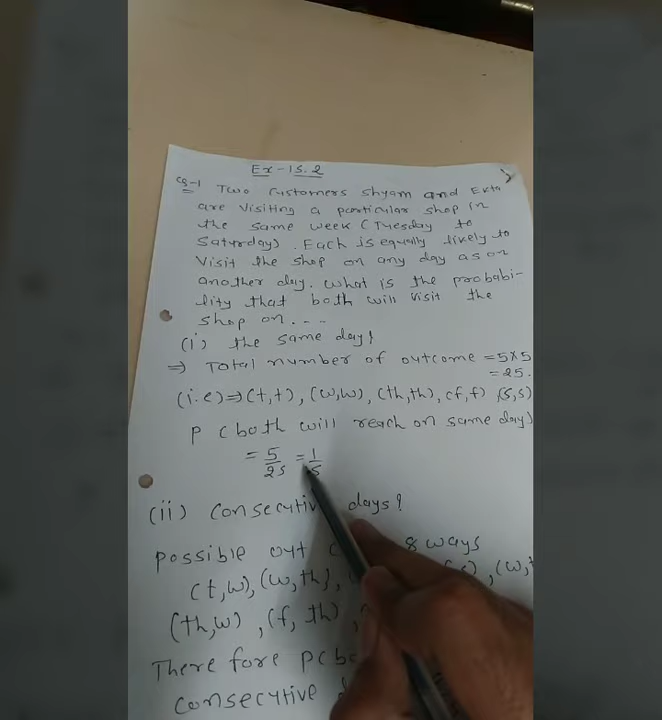 Ex-15.2
Q-1 Two customers Shyam and Ekta
are visiting a particular shop in
the same week (Tuesday to
Saturday). Each is equally likely to
visit the shop on any day as on
another day. What is the probabi-
lity that both will visit the
shop on....
(i) the same day?
=> Total number of outcome = 5x5
= 25.
(i.e) => (t,t), (w,w), (th,th), (f,f), (s,s)
P (both will reach on same day)
= 5/25 = 1/5
(ii) Consecutive days?
Possible out 8 ways
(t,w), (w,th), (w,t
(th,w), (f, th),
There fore P(bo
consecutive